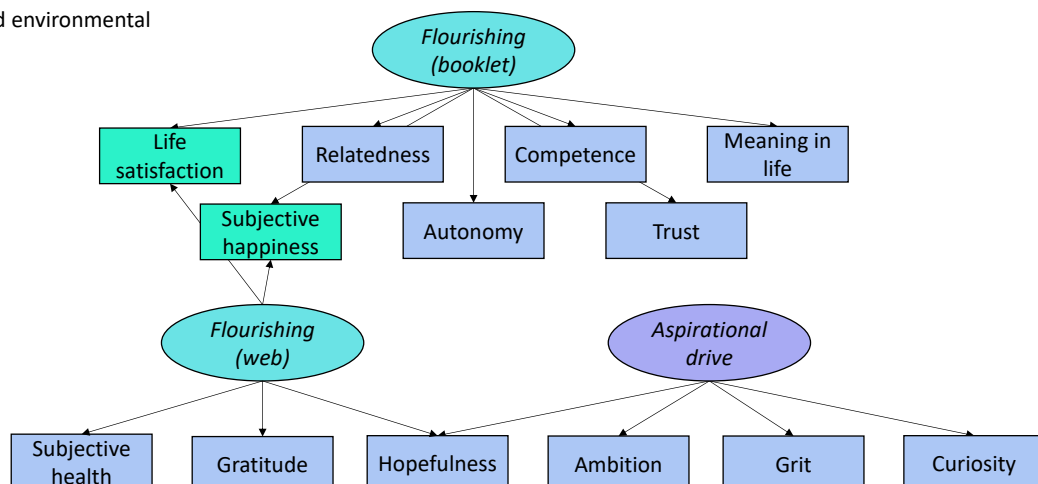 d environmental
Flourishing
(booklet)
Life
satisfaction
Relatedness
Competence
Meaning in
life
Subjective
happiness
Autonomy
Trust
Flourishing
(web)
Aspirational
drive
Subjective
health
Gratitude
Hopefulness
Ambition
Grit
Curiosity